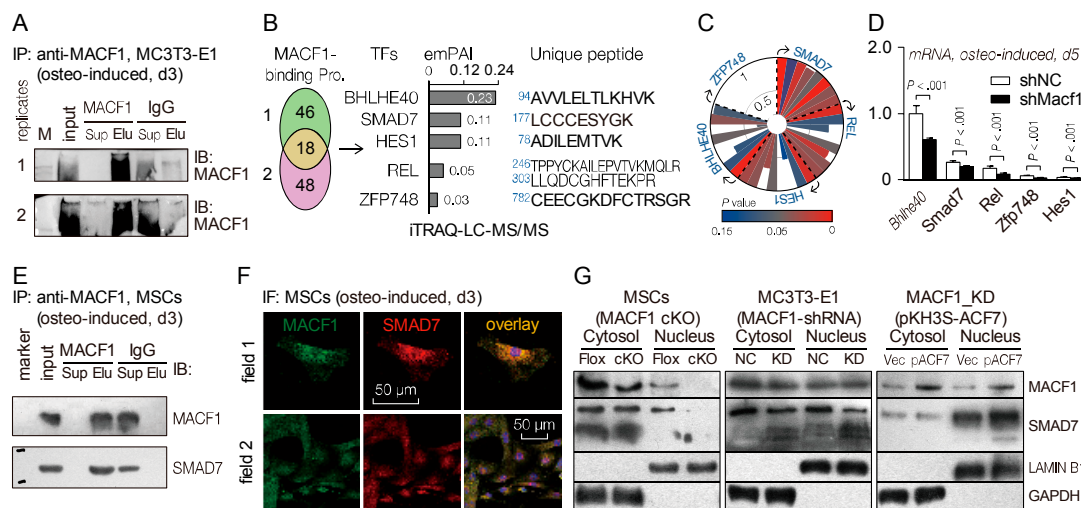 A
IP: anti-MACF1, MC3T3-E1
(osteo-induced, d3)
replicates
M
input
MACF1
IgG
Sup Elu Sup Elu
1
IB:
MACF1
2
IB:
MACF1
B
MACF1-
binding Pro.
TFs
emPAI
Unique peptide
0 0.12 0.24
1
46
18
2
48
BHLHE40
0.23
94AVVLELTLKHVK
SMAD7
0.11
177LCCCESYGK
HES1
0.11
78ADILEMTVK
REL
0.05
246TPPYCKAILEPVTVKMQLR
303LLQDCGHFTEKPR
ZFP748
0.03
782CEECGKDFCTRSGR
iTRAQ-LC-MS/MS
C
ZFP748
SMAD7
REL
HES1
BHLHE40
1
0.5
P value
0.15 0.05 0
D
mRNA, osteo-induced, d5
2.0
1.0
0
shNC
shMacf1
P < .001
P < .001
P < .001
P < .001
P < .001
Bhlhe40
Smad7
Rel
Zfp748
Hes1
E
IP: anti-MACF1, MSCs
(osteo-induced, d3)
marker
input
MACF1
IgG
Sup Elu Sup Elu IB:
MACF1
SMAD7
F
IF: MSCs (osteo-induced, d3)
MACF1
SMAD7
overlay
field 1
50 μm
field 2
50 μm
G
MSCs
(MACF1 cKO)
Cytosol Nucleus
Flox cKO Flox cKO
MC3T3-E1
(MACF1-shRNA)
Cytosol Nucleus
NC KD NC KD
MACF1_KD
(pKH3S-ACF7)
Cytosol Nucleus
Vec pACF7 Vec pACF7
MACF1
SMAD7
LAMIN B1
GAPDH